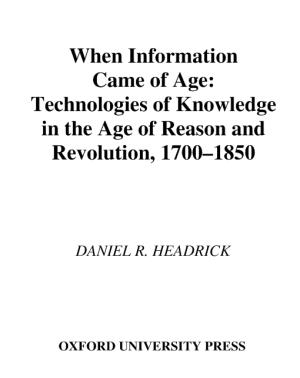 When Information
Came of Age:
Technologies of Knowledge
in the Age of Reason and
Revolution, 1700–1850
DANIEL R. HEADRICK
OXFORD UNIVERSITY PRESS